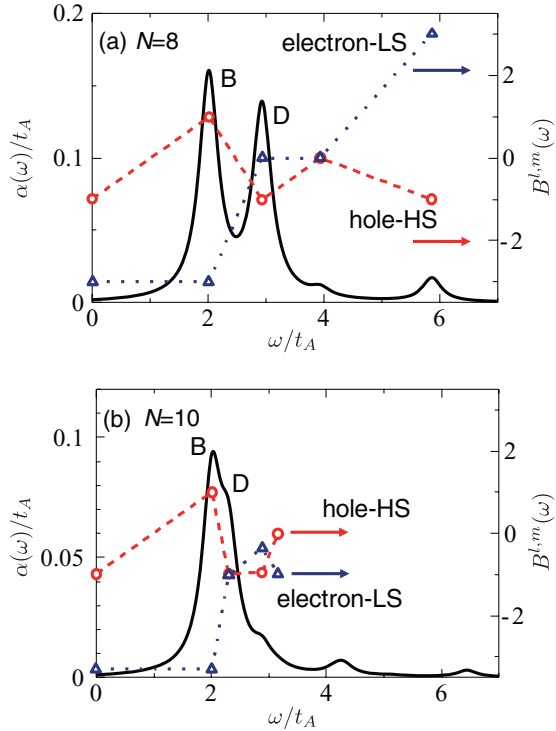 (a) N=8
electron-LS
B
D
hole-HS
0.2
0.1
0
α(ω)/t_A
2
0
-2
B^{l,m}(ω)
0 2 4 6
ω/t_A
(b) N=10
B
D
hole-HS
electron-LS
0.1
0.05
0
α(ω)/t_A
2
0
-2
B^{l,m}(ω)
0 2 4 6
ω/t_A